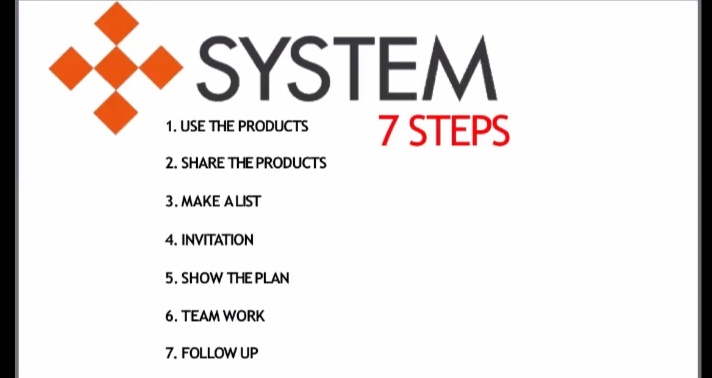 SYSTEM
7 STEPS
1. USE THE PRODUCTS
2. SHARE THE PRODUCTS
3. MAKE A LIST
4. INVITATION
5. SHOW THE PLAN
6. TEAM WORK
7. FOLLOW UP